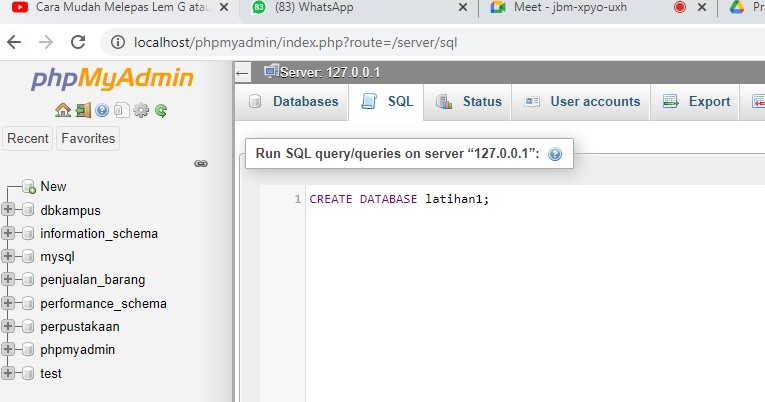 Cara Mudah Melepas Lem G atau
(83) WhatsApp
Meet - jbm-xpyo-uxh
Pr
localhost/phpmyadmin/index.php?route=/server/sql
phpMyAdmin
Server: 127.0.0.1
Databases
SQL
Status
User accounts
Export
Recent
Favorites
Run SQL query/queries on server “127.0.0.1”:
1 CREATE DATABASE latihan1;
New
dbkampus
information_schema
mysql
penjualan_barang
performance_schema
perpustakaan
phpmyadmin
test